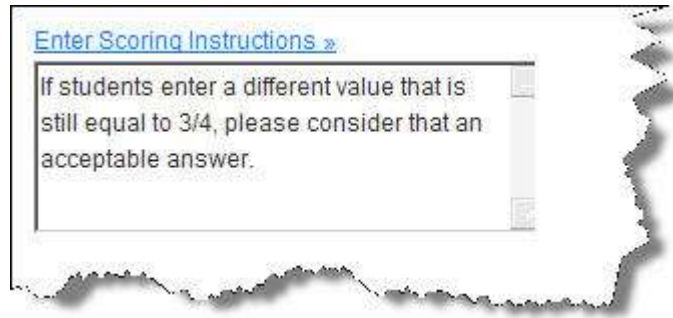 Enter Scoring Instructions »
If students enter a different value that is
still equal to 3/4, please consider that an
acceptable answer.